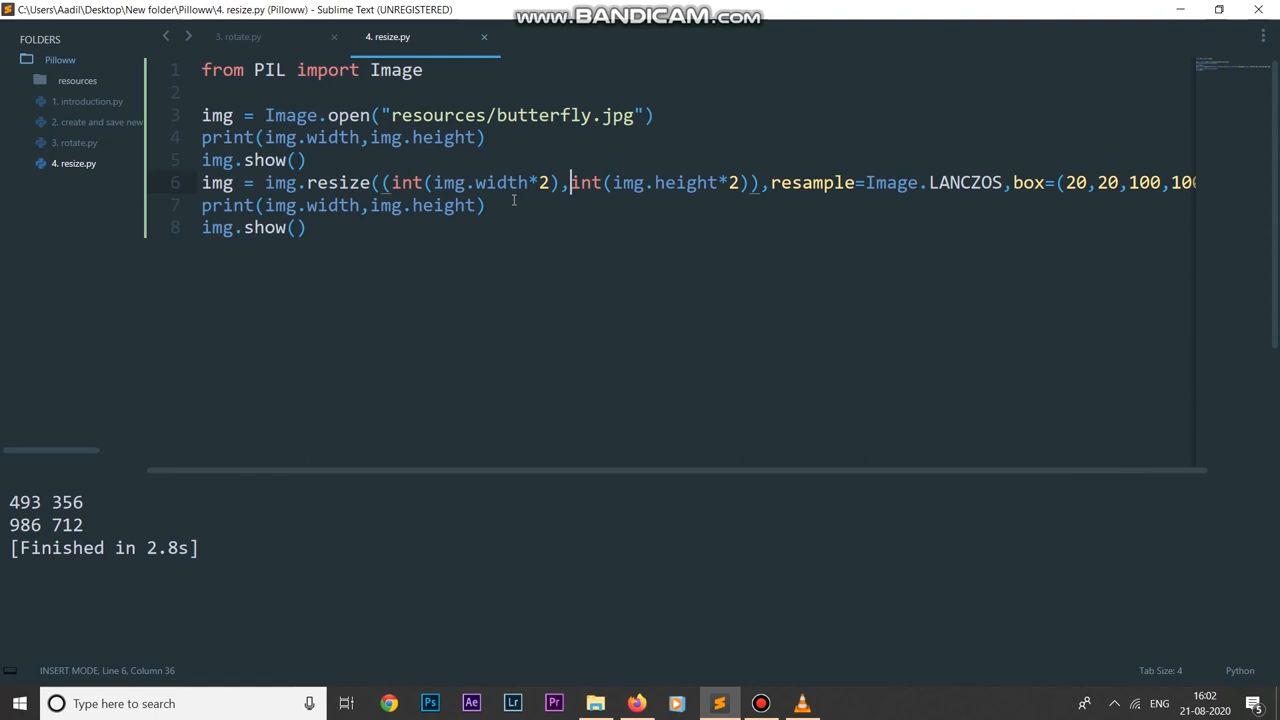 C:\Users\Aadil\Desktop\New folder\Pilloww\4. resize.py (Pilloww) - Sublime Text (UNREGISTERED)
www.BANDICAM.com
FOLDERS
Pilloww
resources
1. introduction.py
2. create and save new
3. rotate.py
4. resize.py
3. rotate.py
4. resize.py
1 from PIL import Image
2
3 img = Image.open("resources/butterfly.jpg")
4 print(img.width,img.height)
5 img.show()
6 img = img.resize((int(img.width*2),int(img.height*2)),resample=Image.LANCZOS,box=(20,20,100,100
7 print(img.width,img.height)
8 img.show()
493 356
986 712
[Finished in 2.8s]
INSERT MODE, Line 6, Column 36
Tab Size: 4
Python
Type here to search
Ps
Ae
Lr
Pr
ENG
16:02
21-08-2020
5